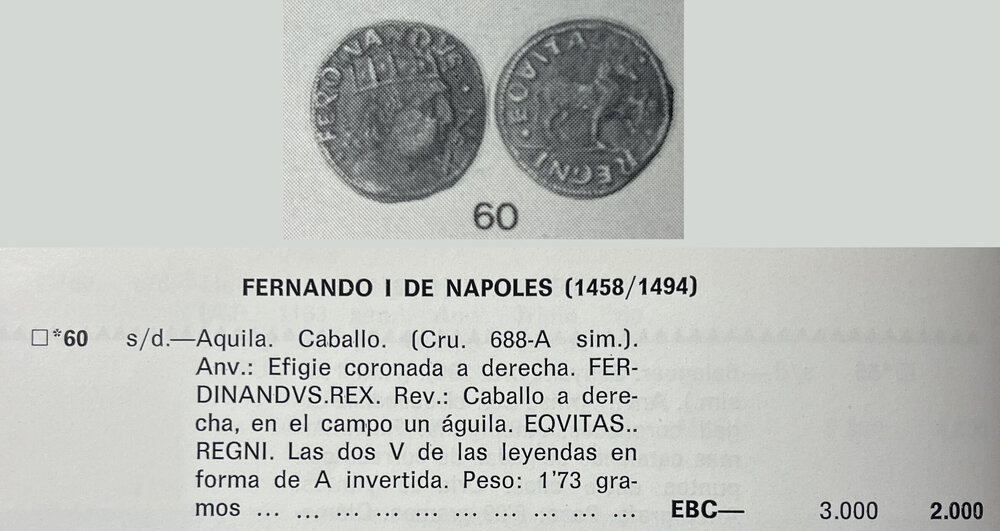 FERDINANDVS
EQVITAS
REGNI
60
FERNANDO I DE NAPOLES (1458/1494)
□*60 s/d.—Aquila. Caballo. (Cru. 688-A sim.).
Anv.: Efigie coronada a derecha. FER-
DINANDVS.REX. Rev.: Caballo a dere-
cha, en el campo un águila. EQVITAS..
REGNI. Las dos V de las leyendas en
forma de A invertida. Peso: 1'73 gra-
mos ... ... ... ... ... ... ... ... ... ... EBC— 3.000 2.000